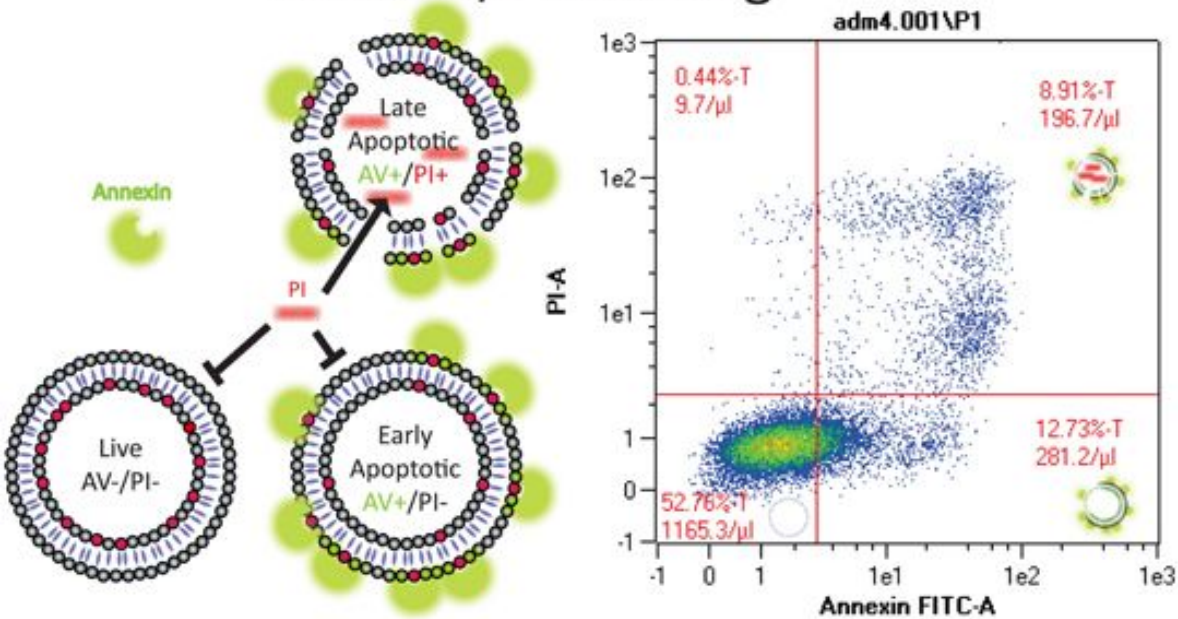 Annexin
Late
Apoptotic
AV+/PI+
PI
Live
AV-/PI-
Early
Apoptotic
AV+/PI-
adm4.001\P1
1e3
1e2
1e1
1
0
-1
PI-A
0.44%-T
9.7/µl
8.91%-T
196.7/µl
12.73%-T
281.2/µl
52.76%-T
1165.3/µl
-1 0 1 1e1 1e2 1e3
Annexin FITC-A